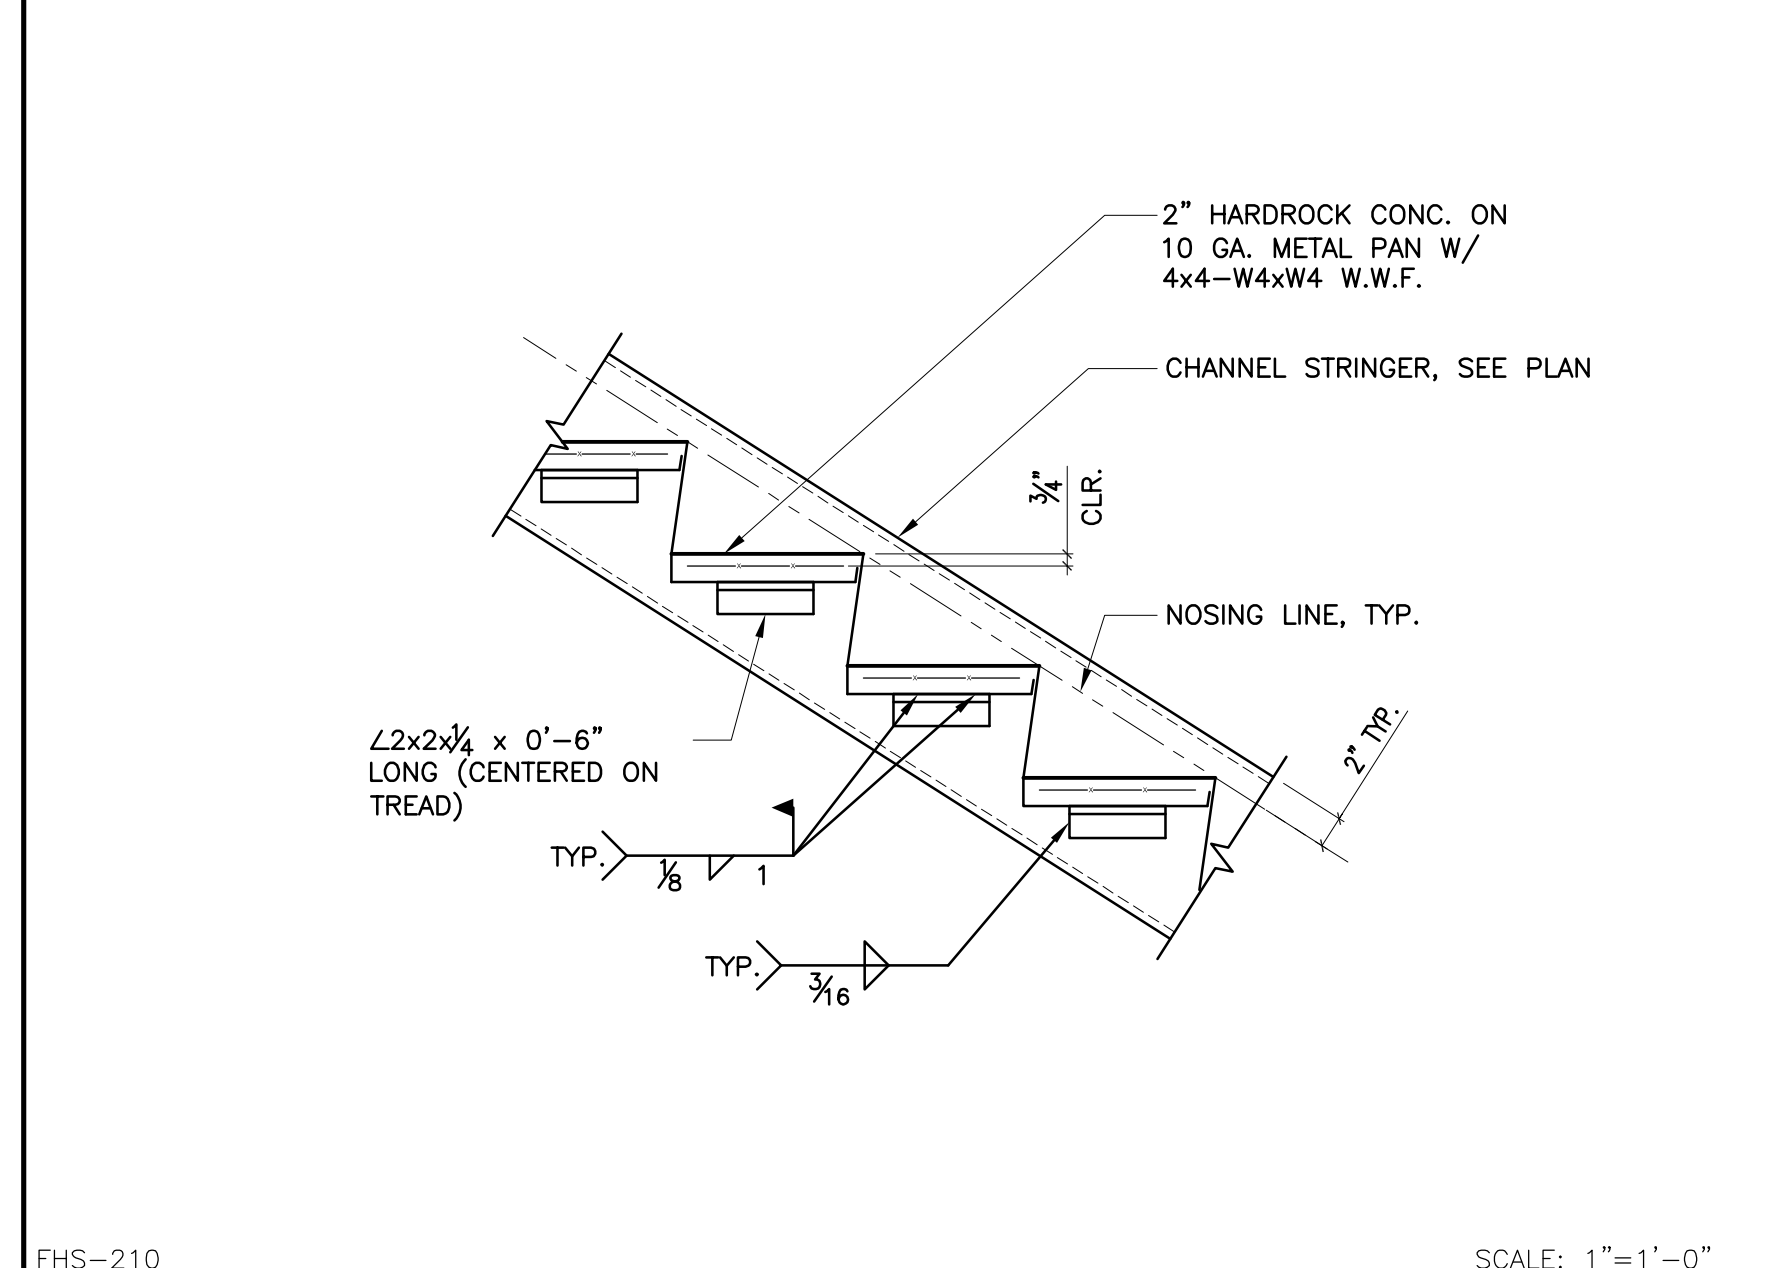 2" HARDROCK CONC. ON
10 GA. METAL PAN W/
4x4-W4xW4 W.W.F.
CHANNEL STRINGER, SEE PLAN
3/4"
CLR.
NOSING LINE, TYP.
2" TYP.
∠2x2x1/4 x 0'-6"
LONG (CENTERED ON
TREAD)
TYP.
1/8
1
TYP.
3/16
FHS-210
SCALE: 1"=1'-0"